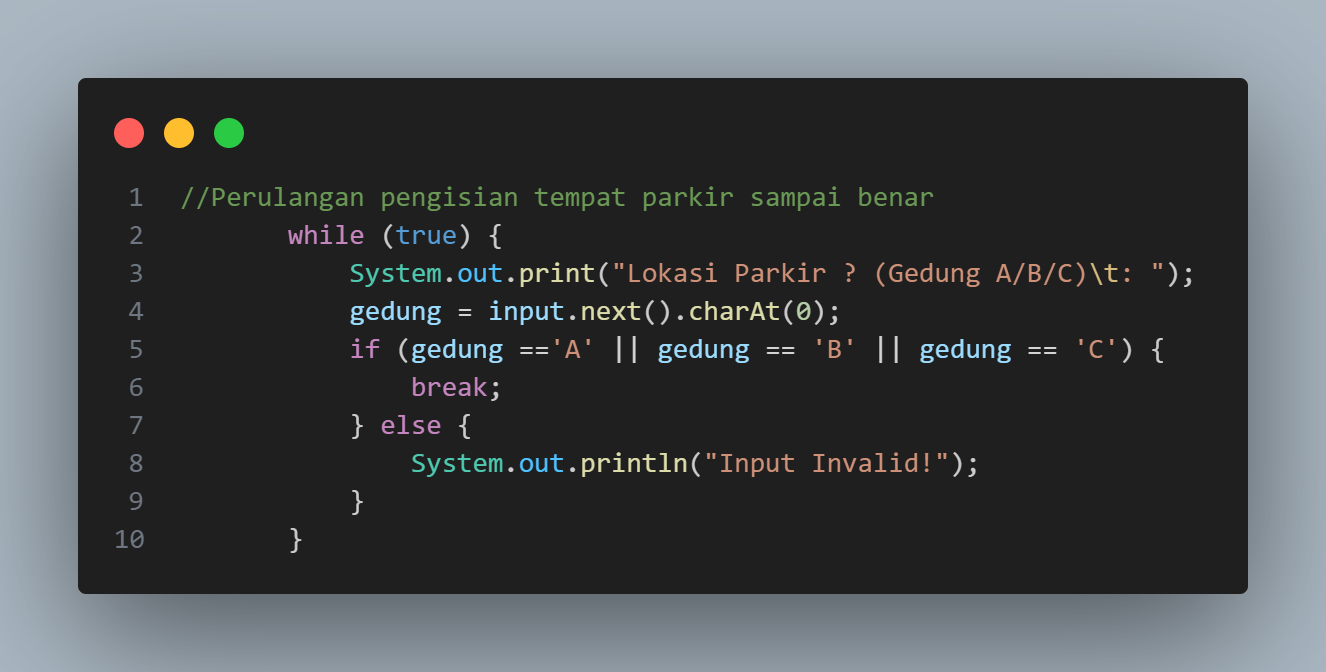 1 //Perulangan pengisian tempat parkir sampai benar
2 while (true) {
3 System.out.print("Lokasi Parkir ? (Gedung A/B/C)\t: ");
4 gedung = input.next().charAt(0);
5 if (gedung =='A' || gedung == 'B' || gedung == 'C') {
6 break;
7 } else {
8 System.out.println("Input Invalid!");
9 }
10 }